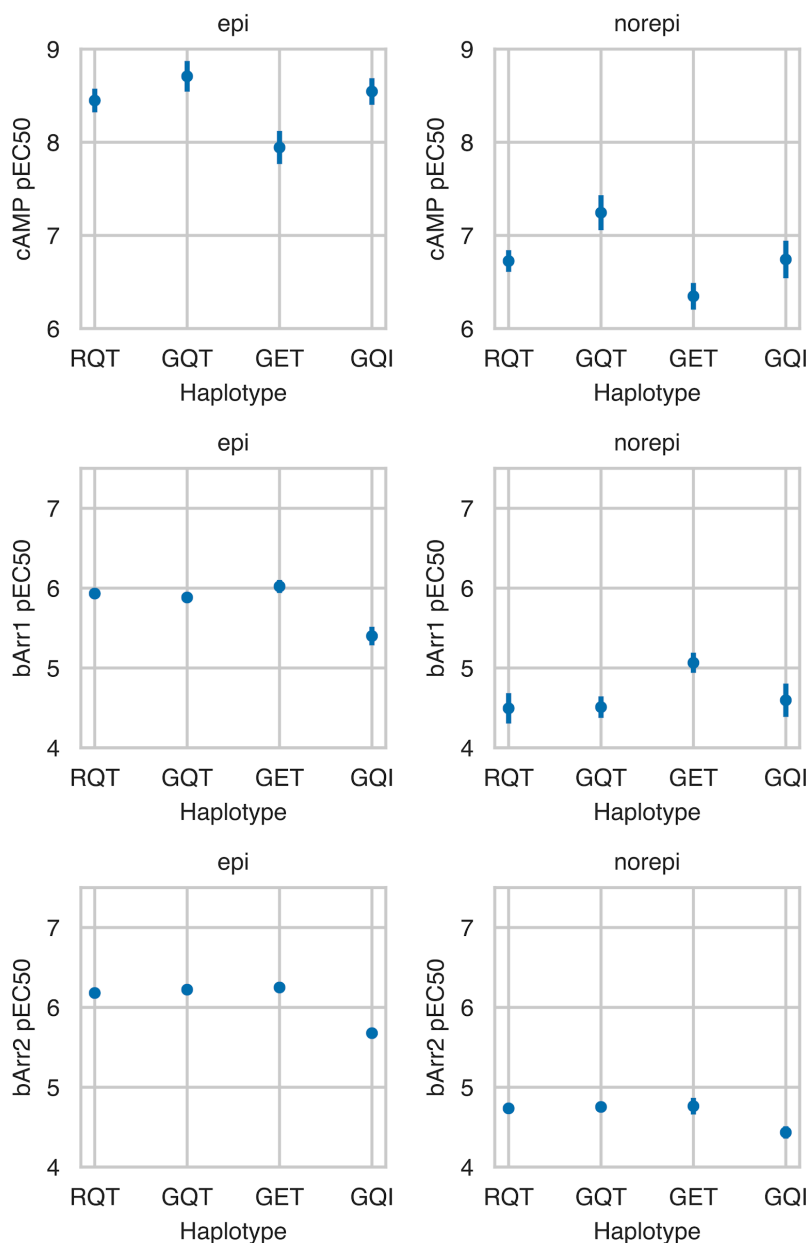 epi
norepi
cAMP pEC50
9
8
7
6
RQT GQT GET GQI
Haplotype
cAMP pEC50
9
8
7
6
RQT GQT GET GQI
Haplotype
epi
norepi
bArr1 pEC50
7
6
5
4
RQT GQT GET GQI
Haplotype
bArr1 pEC50
7
6
5
4
RQT GQT GET GQI
Haplotype
epi
norepi
bArr2 pEC50
7
6
5
4
RQT GQT GET GQI
Haplotype
bArr2 pEC50
7
6
5
4
RQT GQT GET GQI
Haplotype